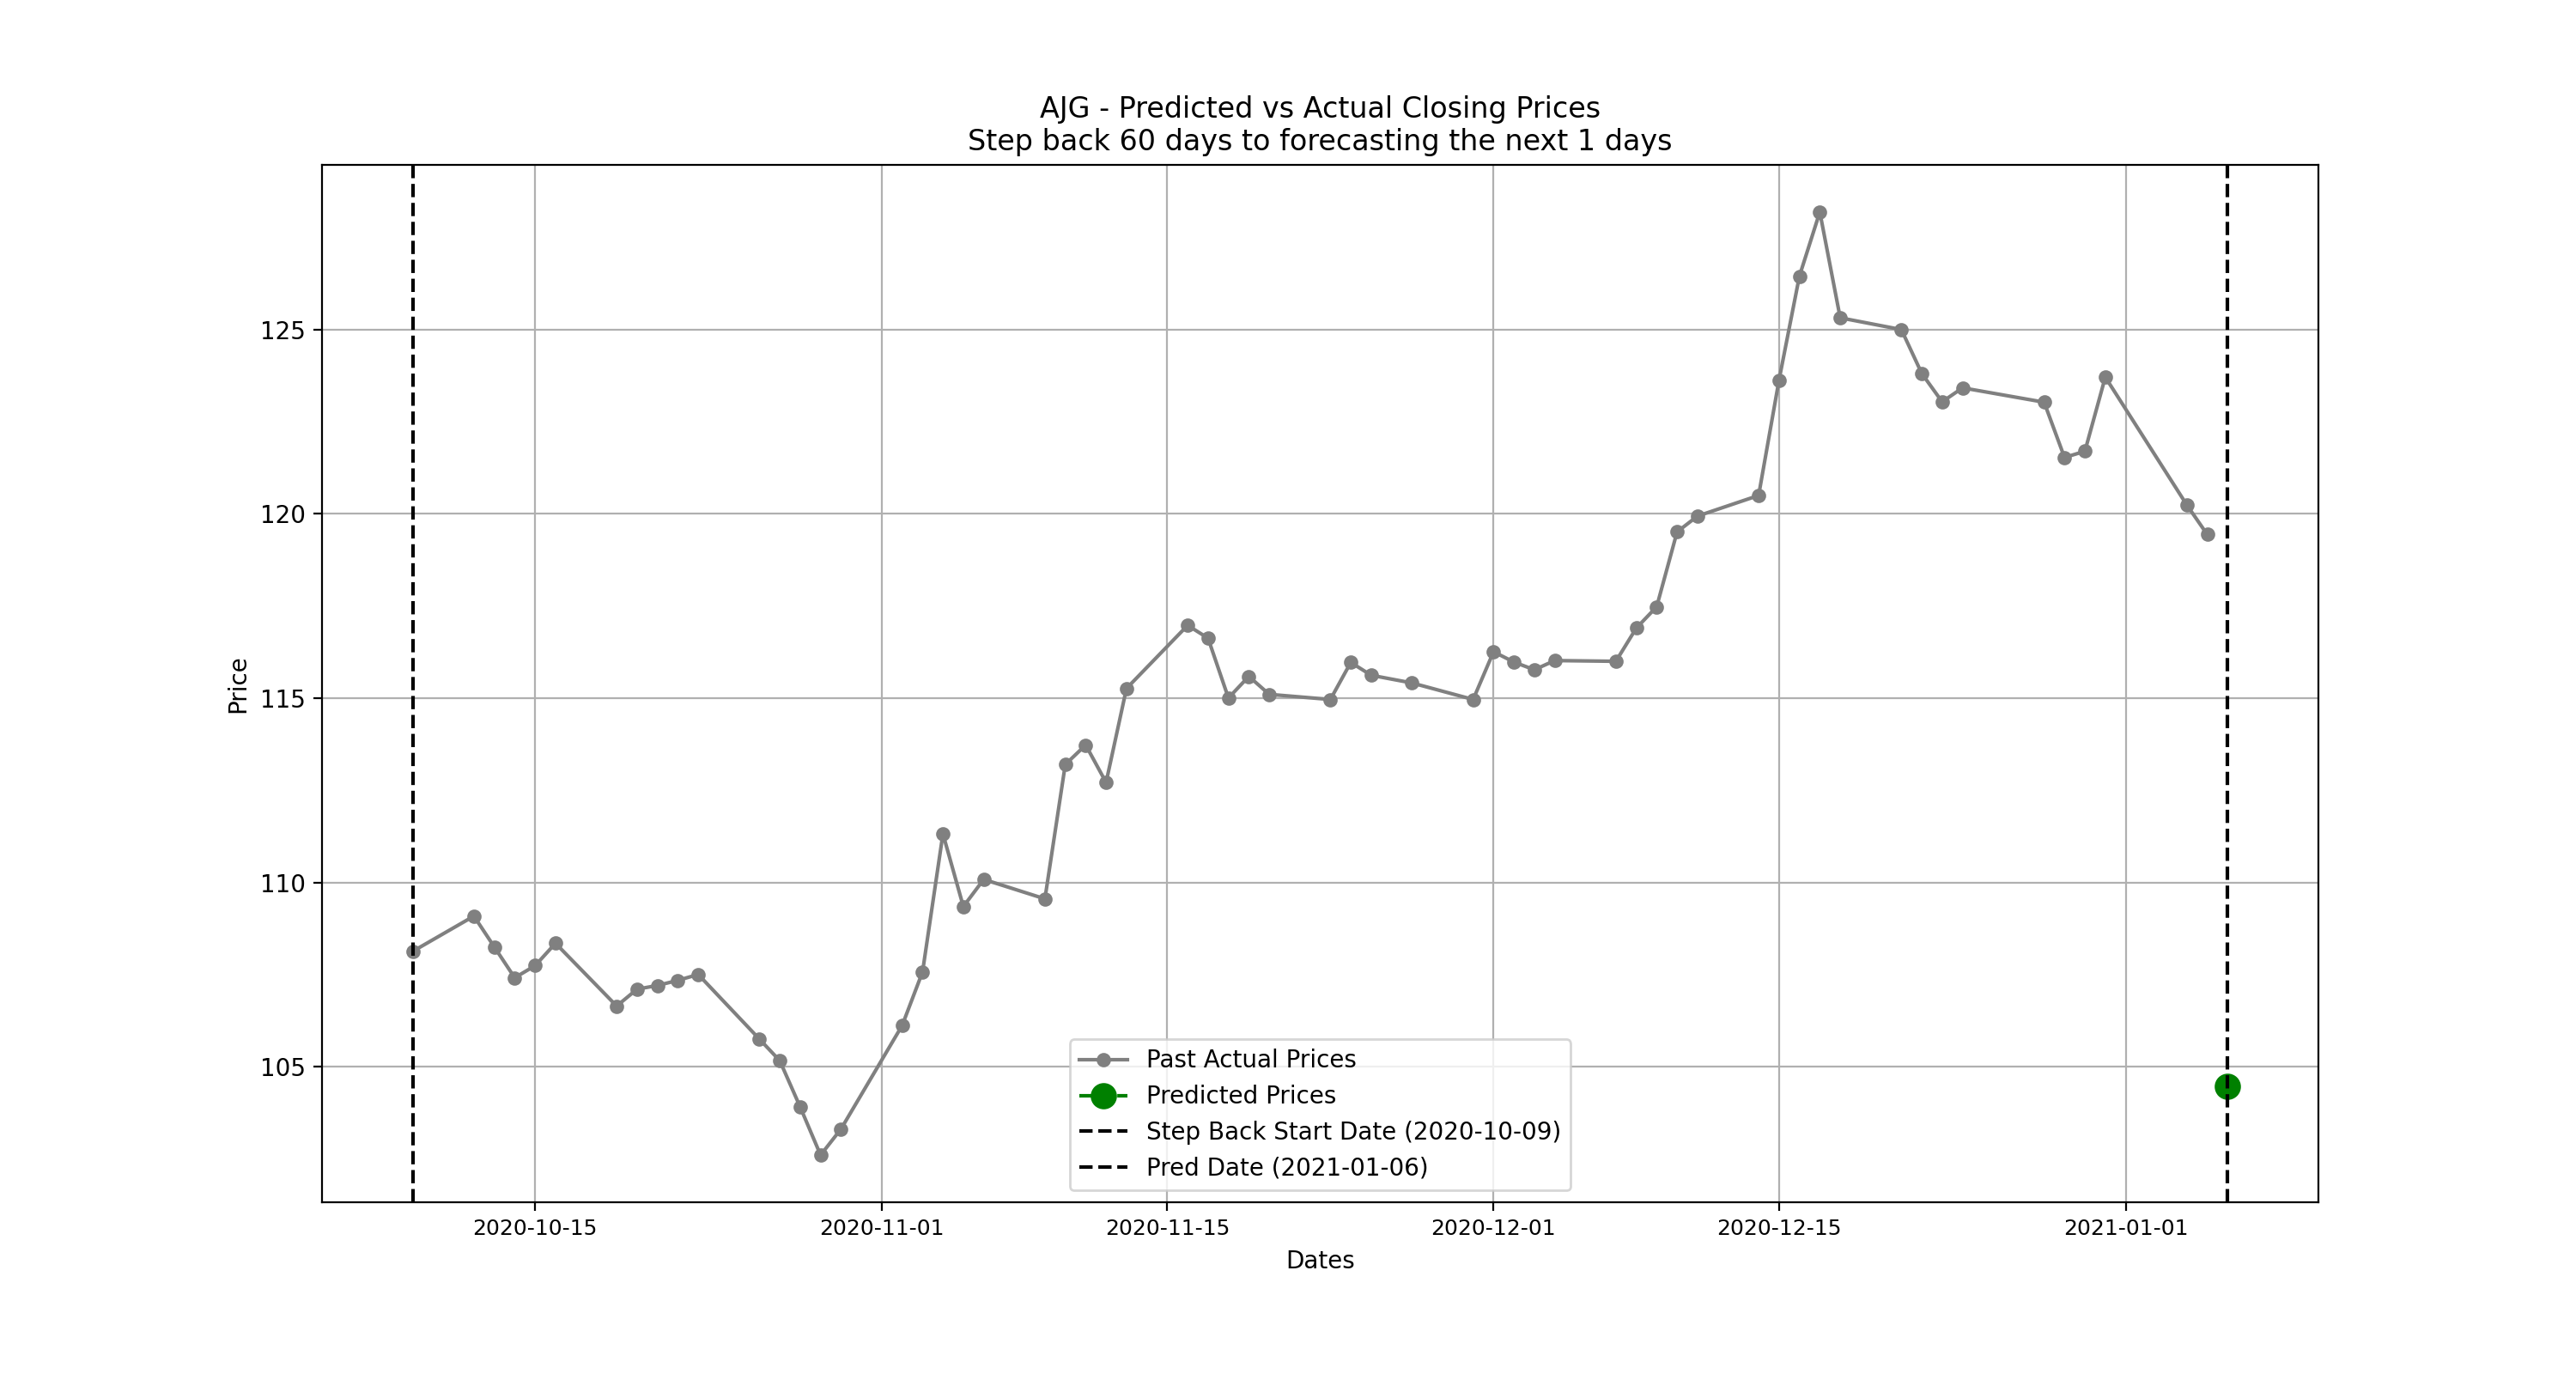 AJG - Predicted vs Actual Closing Prices
Step back 60 days to forecasting the next 1 days
Price
125
120
115
110
105
Past Actual Prices
Predicted Prices
Step Back Start Date (2020-10-09)
Pred Date (2021-01-06)
2020-10-15
2020-11-01
2020-11-15
2020-12-01
2020-12-15
2021-01-01
Dates